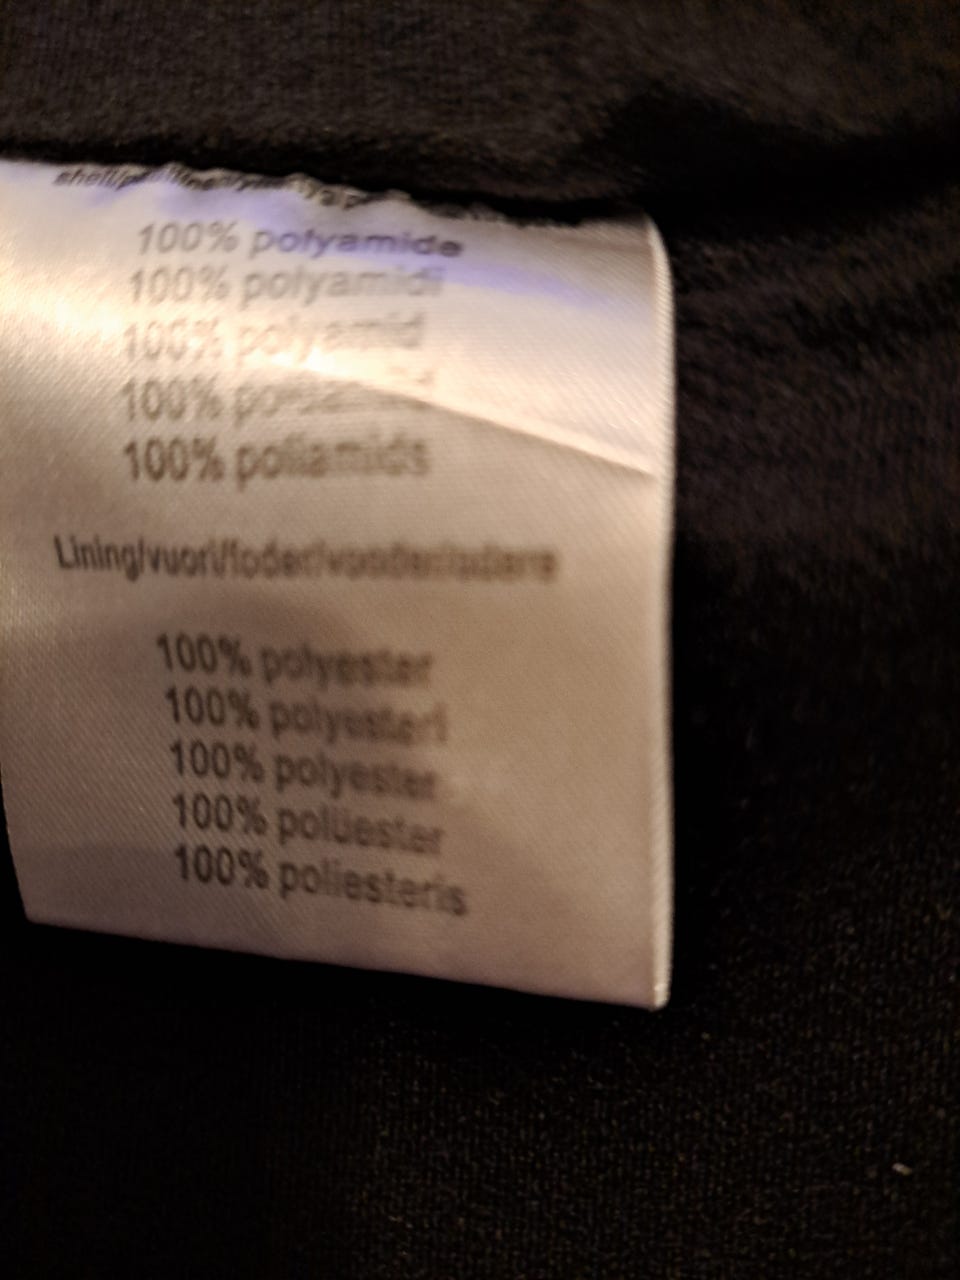 100% polyamide
100% polyamidi
100% polyamid
100%
100% poliamids
Lining/vuori/foder/
100% polyester
100% polyesteri
100% polyester
100% polüester
100% poliesteris